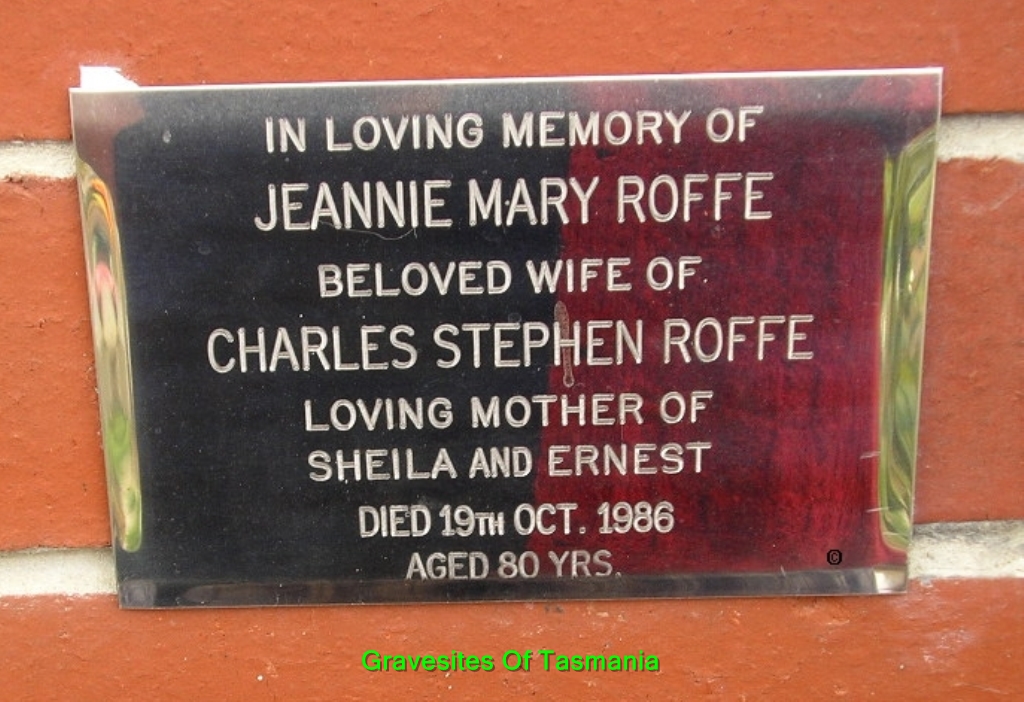 IN LOVING MEMORY OF
JEANNIE MARY ROFFE
BELOVED WIFE OF
CHARLES STEPHEN ROFFE
LOVING MOTHER OF
SHEILA AND ERNEST
DIED 19TH OCT. 1986
AGED 80 YRS.
©
Gravesites Of Tasmania